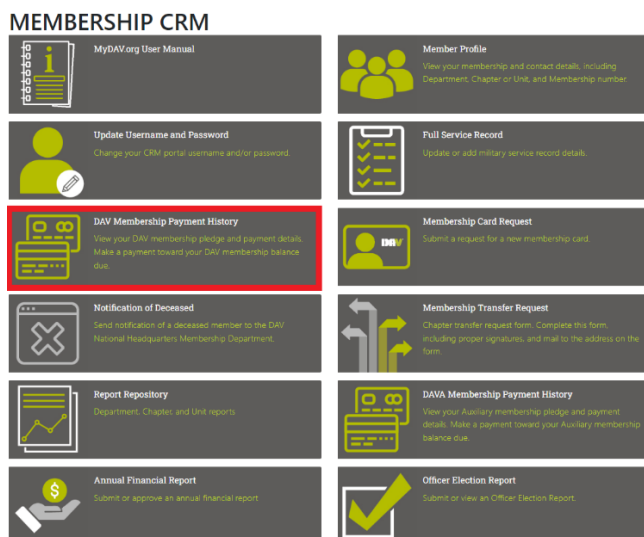 MEMBERSHIP CRM
MyDAV.org User Manual
Member Profile
View your membership and contact details, including
Department, Chapter or Unit, and Membership number
Update Username and Password
Change your CRM portal username and/or password.
Full Service Record
Update or add military service record details.
DAV Membership Payment History
View your DAV membership pledge and payment details.
Make a payment toward your DAV membership balance
due.
Membership Card Request
Submit a request for a new membership card.
DAV
Notification of Deceased
Send notification of a deceased member to the DAV
National Headquarters Membership Department.
Membership Transfer Request
Chapter transfer request form. Complete this form,
including proper signatures, and mail to the address on the
form.
Report Repository
Department, Chapter, and Unit reports
DAVA Membership Payment History
View your Auxiliary membership pledge and payment
details. Make a payment toward your Auxiliary membership
balance due.
Annual Financial Report
Submit or approve an annual financial report
$
Officer Election Report
Submit or view an Officer Election Report.